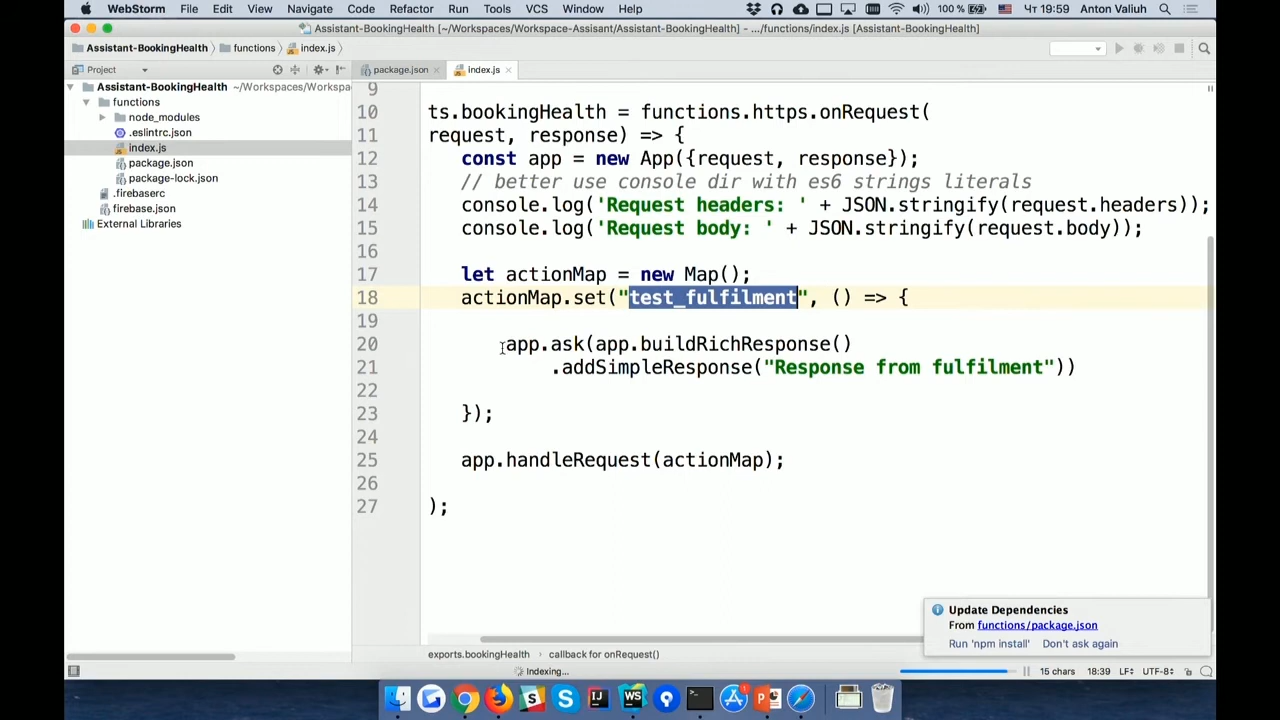 WebStorm File Edit View Navigate Code Refactor Run Tools VCS Window Help 100 % Чт 19:59 Anton Valiuh
Assistant-BookingHealth [~/Workspaces/Workspace-Assisant/Assistant-BookingHealth] - .../functions/index.js [Assistant-BookingHealth]
Assistant-BookingHealth functions index.js
Project package.json index.js
Assistant-BookingHealth ~/Workspaces/Workspa
functions
node_modules
.eslintrc.json
index.js
package.json
package-lock.json
.firebaserc
firebase.json
External Libraries
9
10 ts.bookingHealth = functions.https.onRequest(
11 request, response) => {
12 const app = new App({request, response});
13 // better use console dir with es6 strings literals
14 console.log('Request headers: ' + JSON.stringify(request.headers));
15 console.log('Request body: ' + JSON.stringify(request.body));
16
17 let actionMap = new Map();
18 actionMap.set("test_fulfilment", () => {
19
20 app.ask(app.buildRichResponse()
21 .addSimpleResponse("Response from fulfilment"))
22
23 });
24
25 app.handleRequest(actionMap);
26
27 );
Update Dependencies
From functions/package.json
Run 'npm install' Don't ask again
exports.bookingHealth callback for onRequest()
Indexing... 15 chars 18:39 LF÷ UTF-8÷
WS